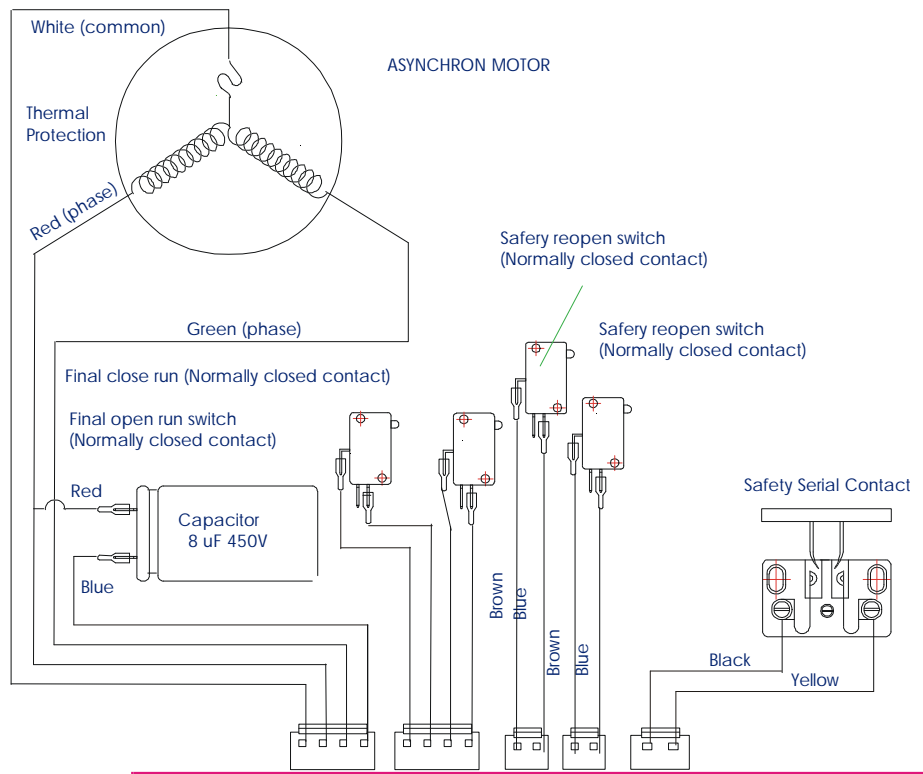 White (common)
ASYNCHRON MOTOR
Thermal
Protection
Red (phase)
Safery reopen switch
(Normally closed contact)
Green (phase)
Safery reopen switch
(Normally closed contact)
Final close run (Normally closed contact)
Final open run switch
(Normally closed contact)
Red
Capacitor
8 uF 450V
Safety Serial Contact
Blue
Brown
Blue
Brown
Blue
Black
Yellow